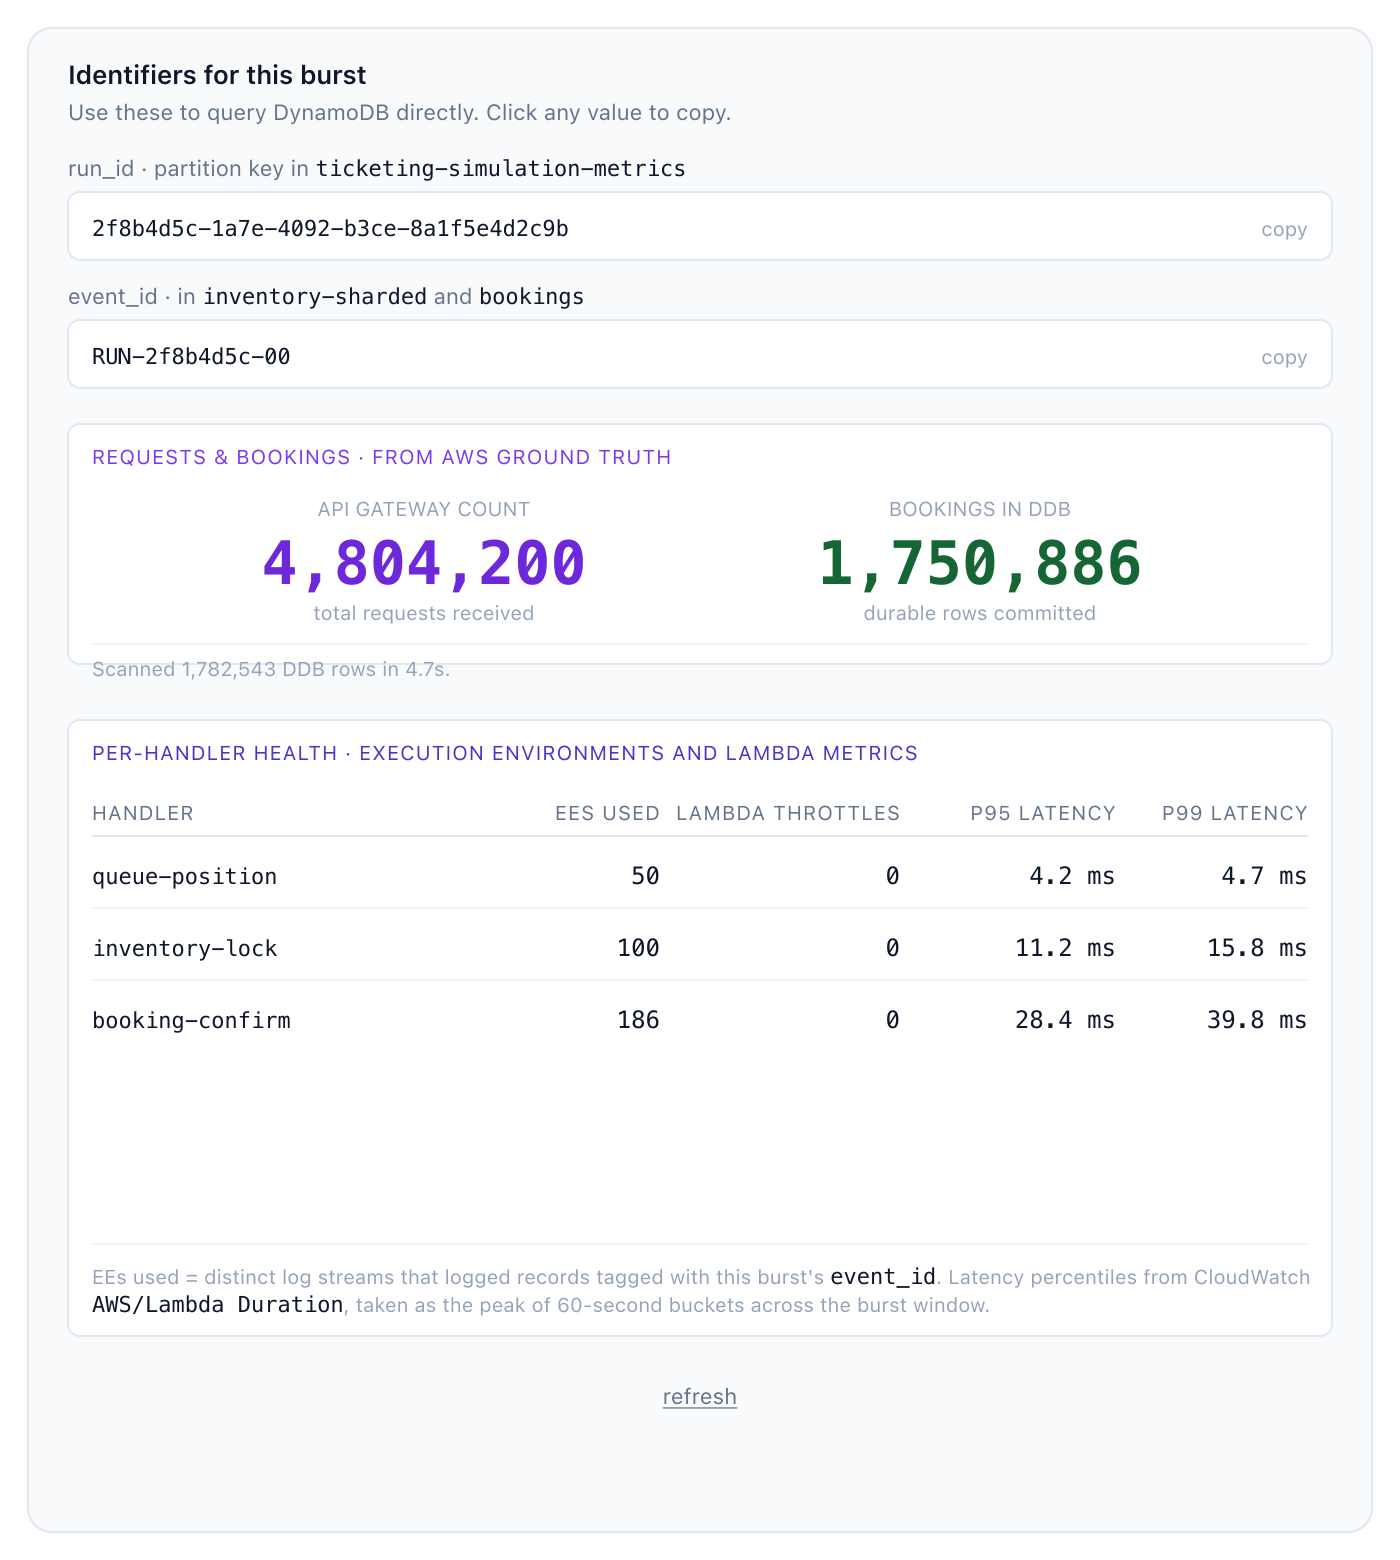 Identifiers for this burst
Use these to query DynamoDB directly. Click any value to copy.
run_id · partition key in ticketing-simulation-metrics
2f8b4d5c-1a7e-4092-b3ce-8a1f5e4d2c9b copy
event_id · in inventory-sharded and bookings
RUN-2f8b4d5c-00 copy
REQUESTS & BOOKINGS · FROM AWS GROUND TRUTH
API GATEWAY COUNT BOOKINGS IN DDB
4,804,200 1,750,886
total requests received durable rows committed
Scanned 1,782,543 DDB rows in 4.7s.
PER-HANDLER HEALTH · EXECUTION ENVIRONMENTS AND LAMBDA METRICS
HANDLER EES USED LAMBDA THROTTLES P95 LATENCY P99 LATENCY
queue-position 50 0 4.2 ms 4.7 ms
inventory-lock 100 0 11.2 ms 15.8 ms
booking-confirm 186 0 28.4 ms 39.8 ms
EEs used = distinct log streams that logged records tagged with this burst's event_id. Latency percentiles from CloudWatch
AWS/Lambda Duration, taken as the peak of 60-second buckets across the burst window.
refresh